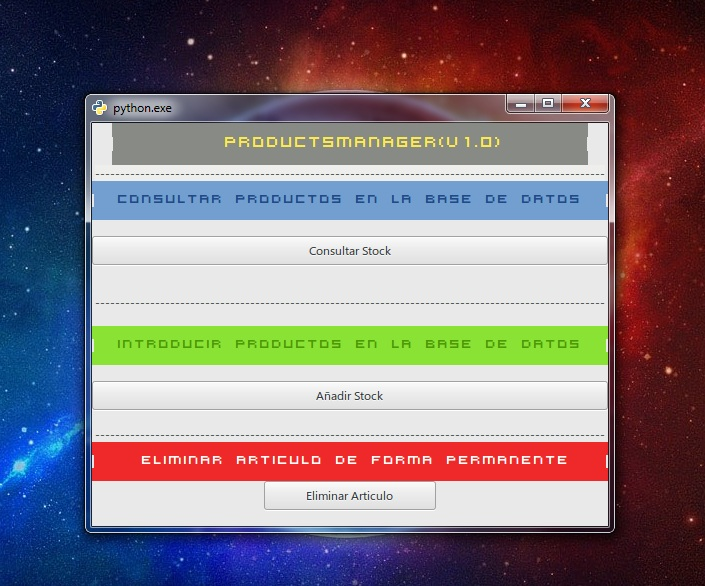 python.exe
PRODUCTSMANAGER(V 1.0)
CONSULTAR PRODUCTOS EN LA BASE DE DATOS
Consultar Stock
INTRODUCIR PRODUCTOS EN LA BASE DE DATOS
Añadir Stock
ELIMINAR ARTICULO DE FORMA PERMANENTE
Eliminar Articulo